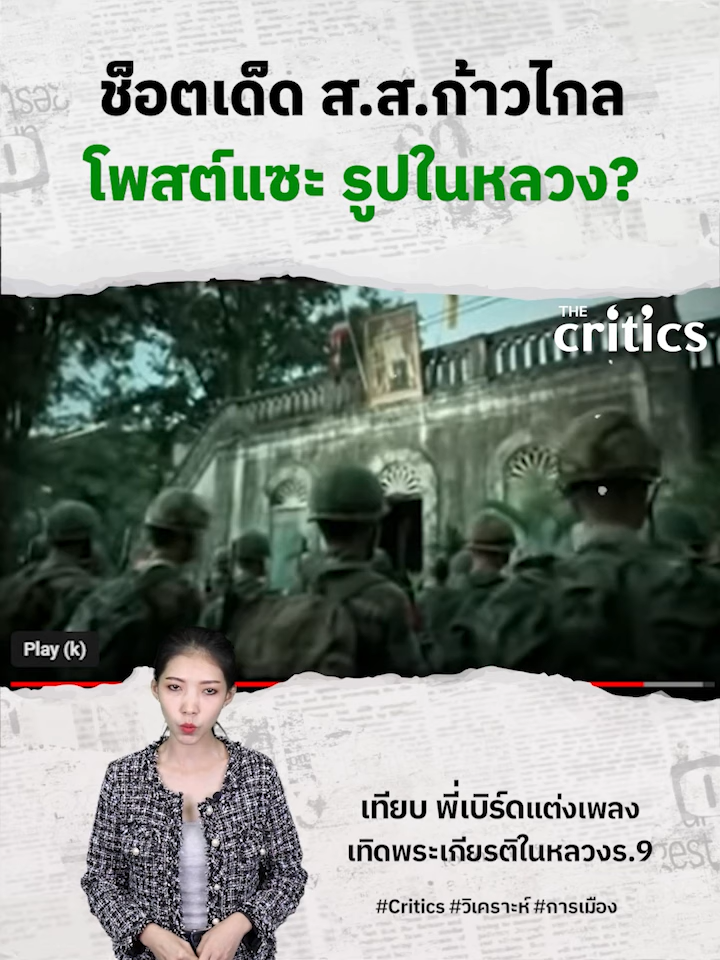 ช็อตเด็ด ส.ส.ก้าวไกล
โพสต์แซะ รูปในหลวง?
THE
critics
Play (k)
เทียบ พี่เบิร์ดแต่งเพลง
เทิดพระเกียรติในหลวงร.9
#Critics #วิเคราะห์ #การเมือง